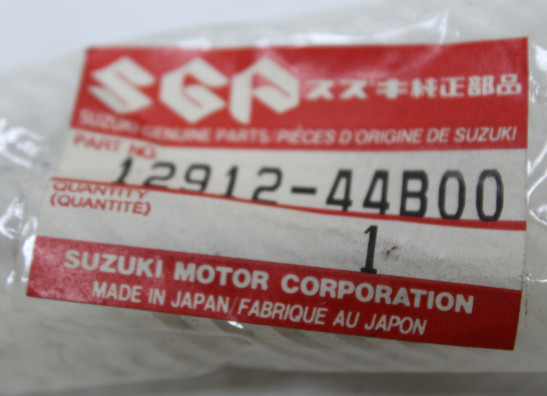 SGP スズキ純正部品
SUZUKI GENUINE PARTS/PIÈCES D'ORIGINE DE SUZUKI
PART NO.
12912-44B00
QUANTITY
(QUANTITÉ)
1
SUZUKI MOTOR CORPORATION
MADE IN JAPAN/FABRIQUE AU JAPON